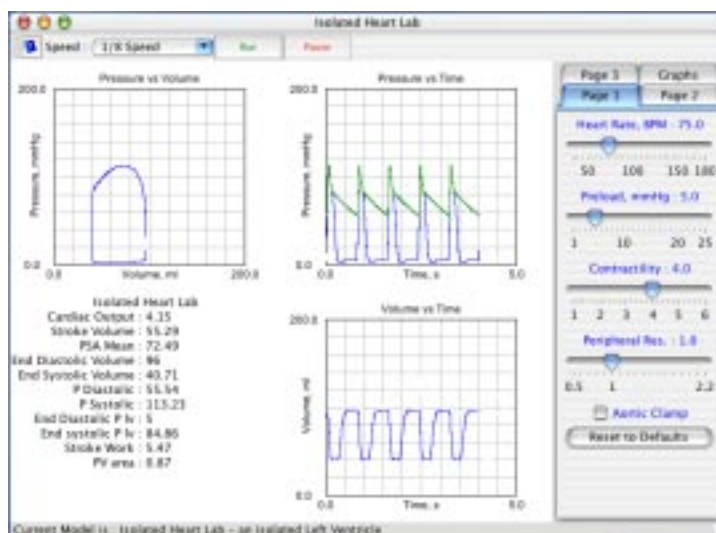 Isolated Heart Lab
Speed: 1/8 Speed Run Pause
Pressure vs Volume
200.0
Pressure, mmHg
0.0
0.0 Volume, ml 200.0
Pressure vs Time
200.0
Pressure, mmHg
0.0
0.0 Time, s 5.0
Isolated Heart Lab
Cardiac Output : 4.15
Stroke Volume : 55.29
PSA Mean : 72.49
End Diastolic Volume : 96
End Systolic Volume : 40.71
P Diastolic : 55.54
P Systolic : 113.23
End Diastolic P lv : 5
End systolic P lv : 84.86
Stroke Work : 5.47
PV area : 0.87
Volume vs Time
200.0
Volume, ml
0.0
0.0 Time, s 5.0
Page 3 Graphs
Page 1 Page 2
Heart Rate, BPM : 75.0
50 100 150 180
Preload, mmHg : 5.0
1 10 20 25
Contractility : 4.0
1 2 3 4 5 6
Peripheral Res. : 1.0
0.5 1 2.2
Aortic Clamp
Reset to Defaults
Current Model is : Isolated Heart Lab - an isolated Left Ventricle